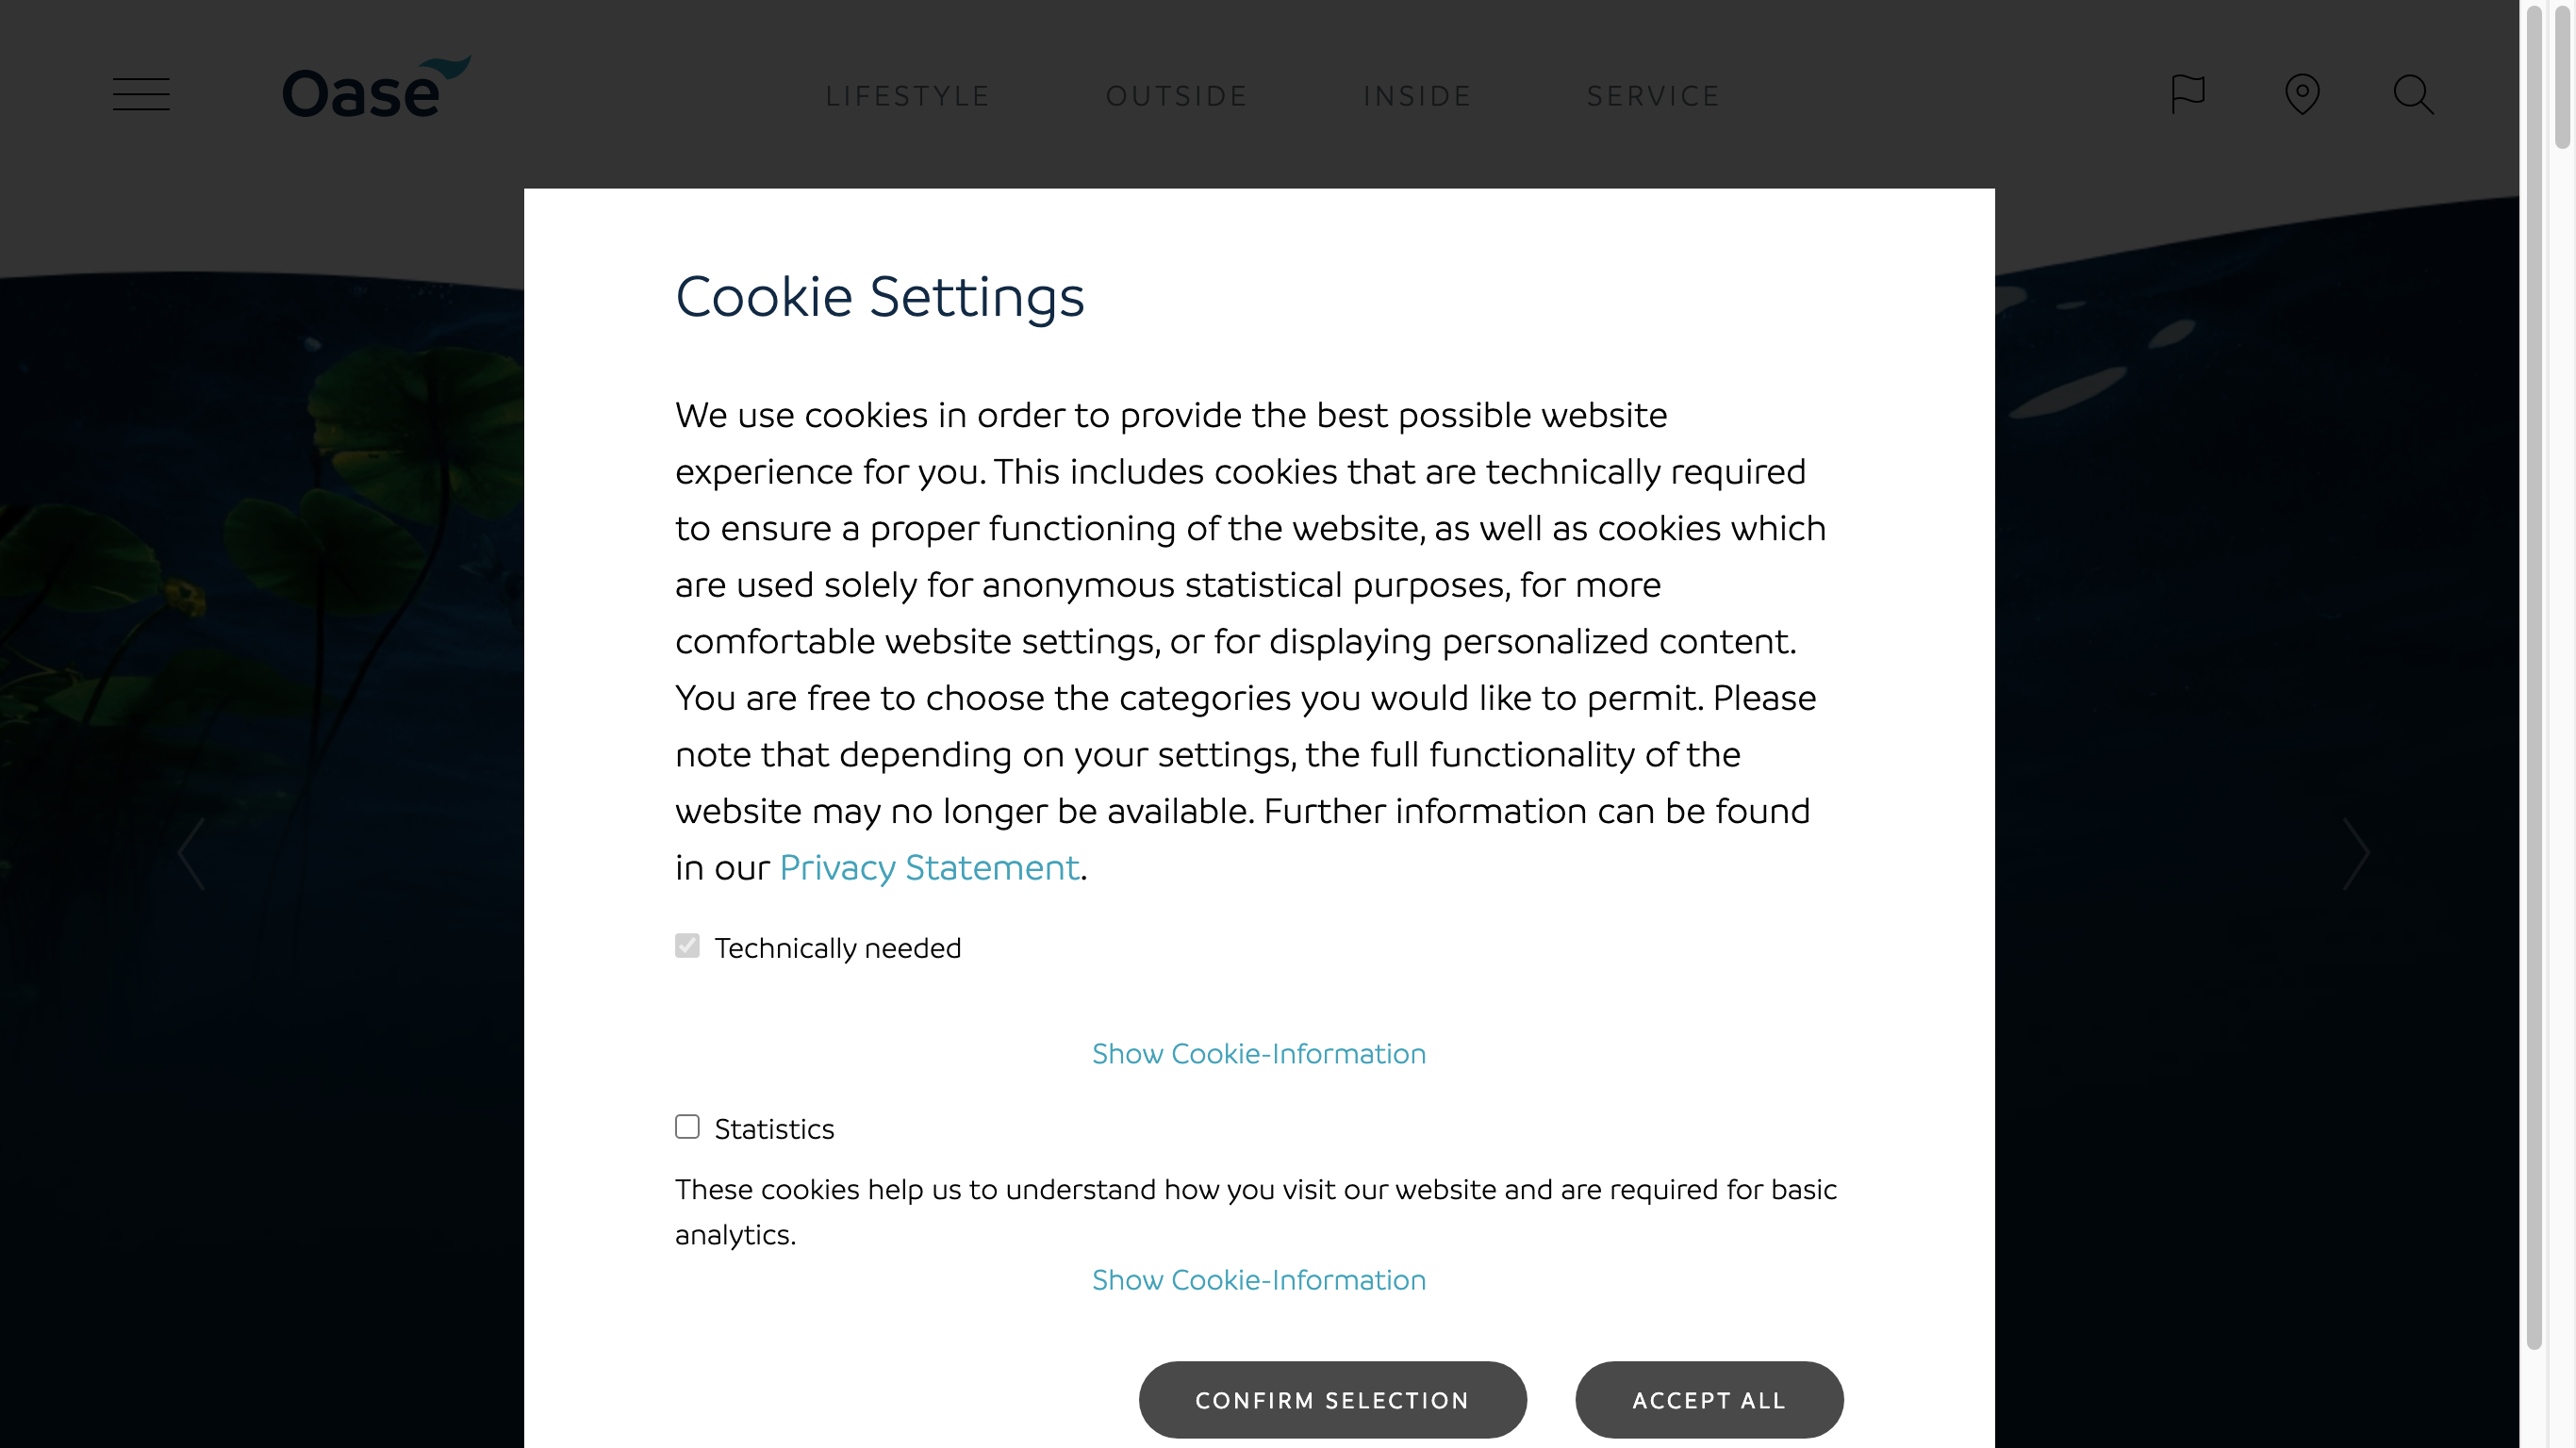 Oase
LIFESTYLE OUTSIDE INSIDE SERVICE
Cookie Settings
We use cookies in order to provide the best possible website
experience for you. This includes cookies that are technically required
to ensure a proper functioning of the website, as well as cookies which
are used solely for anonymous statistical purposes, for more
comfortable website settings, or for displaying personalized content.
You are free to choose the categories you would like to permit. Please
note that depending on your settings, the full functionality of the
website may no longer be available. Further information can be found
in our Privacy Statement.
Technically needed
Show Cookie-Information
Statistics
These cookies help us to understand how you visit our website and are required for basic
analytics.
Show Cookie-Information
CONFIRM SELECTION ACCEPT ALL